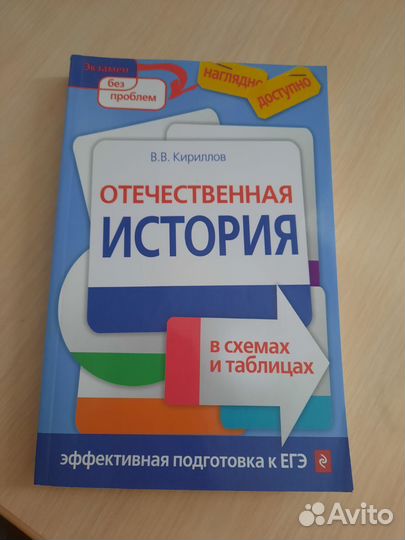 Экзамен
без
проблем
наглядно
доступно
В.В. Кириллов
ОТЕЧЕСТВЕННАЯ
ИСТОРИЯ
в схемах
и таблицах
эффективная подготовка к ЕГЭ
Avito